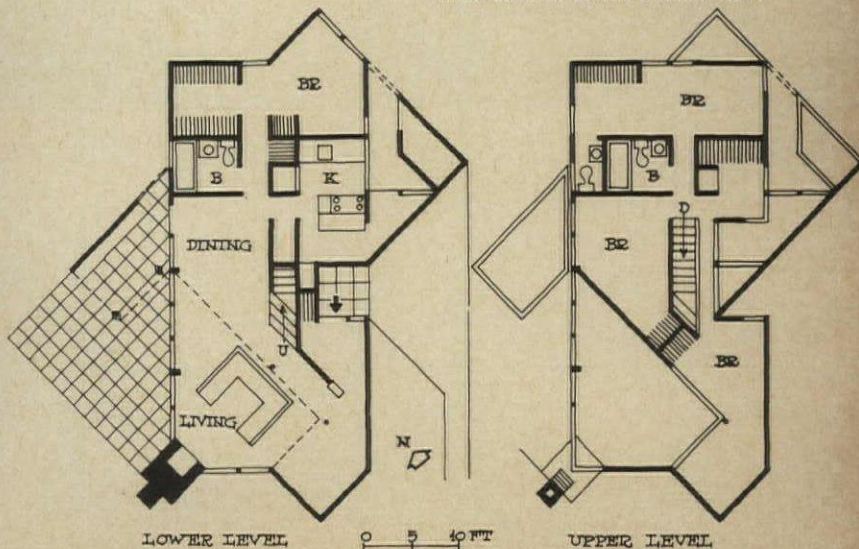 BR
B
K
DINING
U
LIVING
N
LOWER LEVEL
0 5 10 FT
BR
B
D
BR
BR
UPPER LEVEL